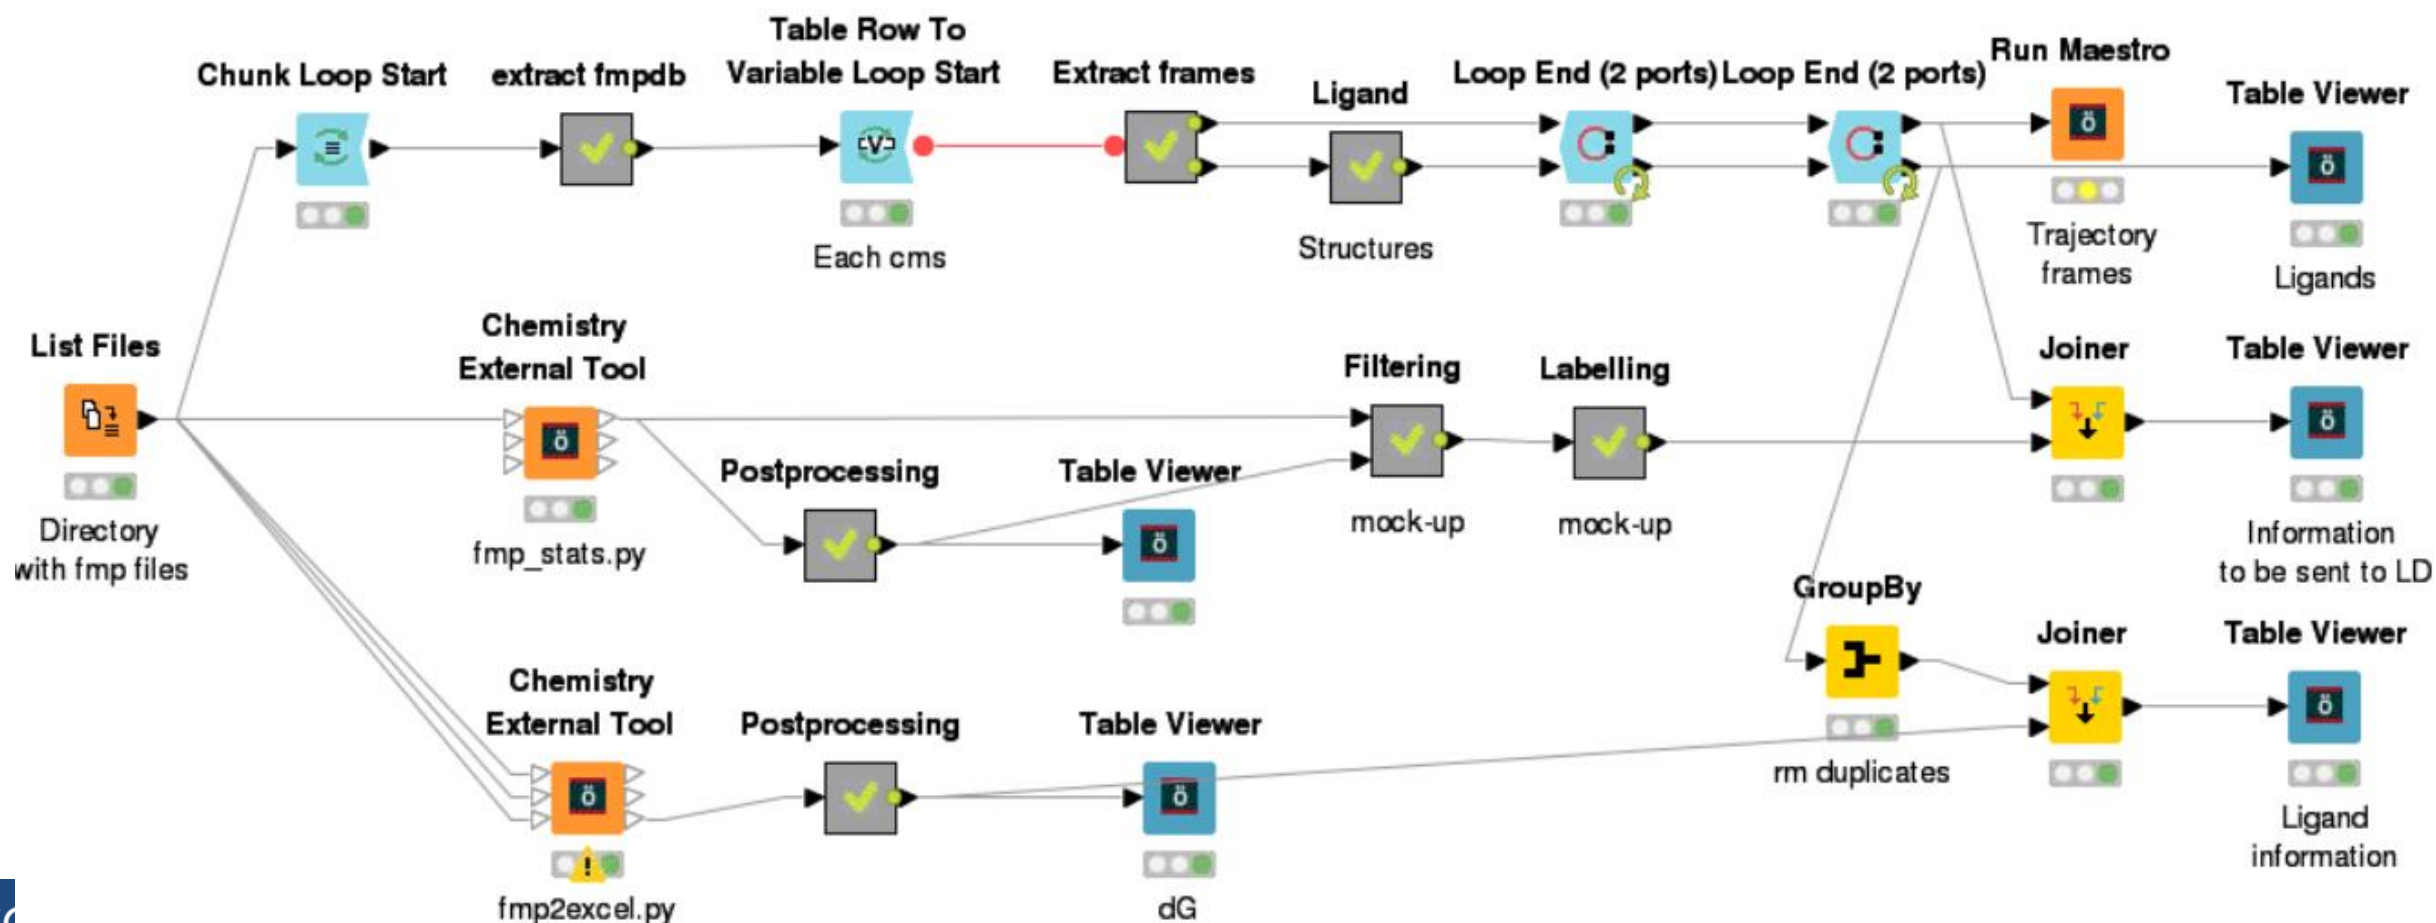 Table Row To
Variable Loop Start
Chunk Loop Start
extract fmpdb
Extract frames
Ligand
Loop End (2 ports)
Loop End (2 ports)
Run Maestro
Table Viewer
Each cms
Structures
Trajectory
frames
Ligands
List Files
Directory
with fmp files
Chemistry
External Tool
fmp_stats.py
Postprocessing
Table Viewer
Filtering
mock-up
Labelling
mock-up
Joiner
Table Viewer
Information
to be sent to LD
GroupBy
rm duplicates
Joiner
Table Viewer
Ligand
information
Chemistry
External Tool
fmp2excel.py
Postprocessing
Table Viewer
dG